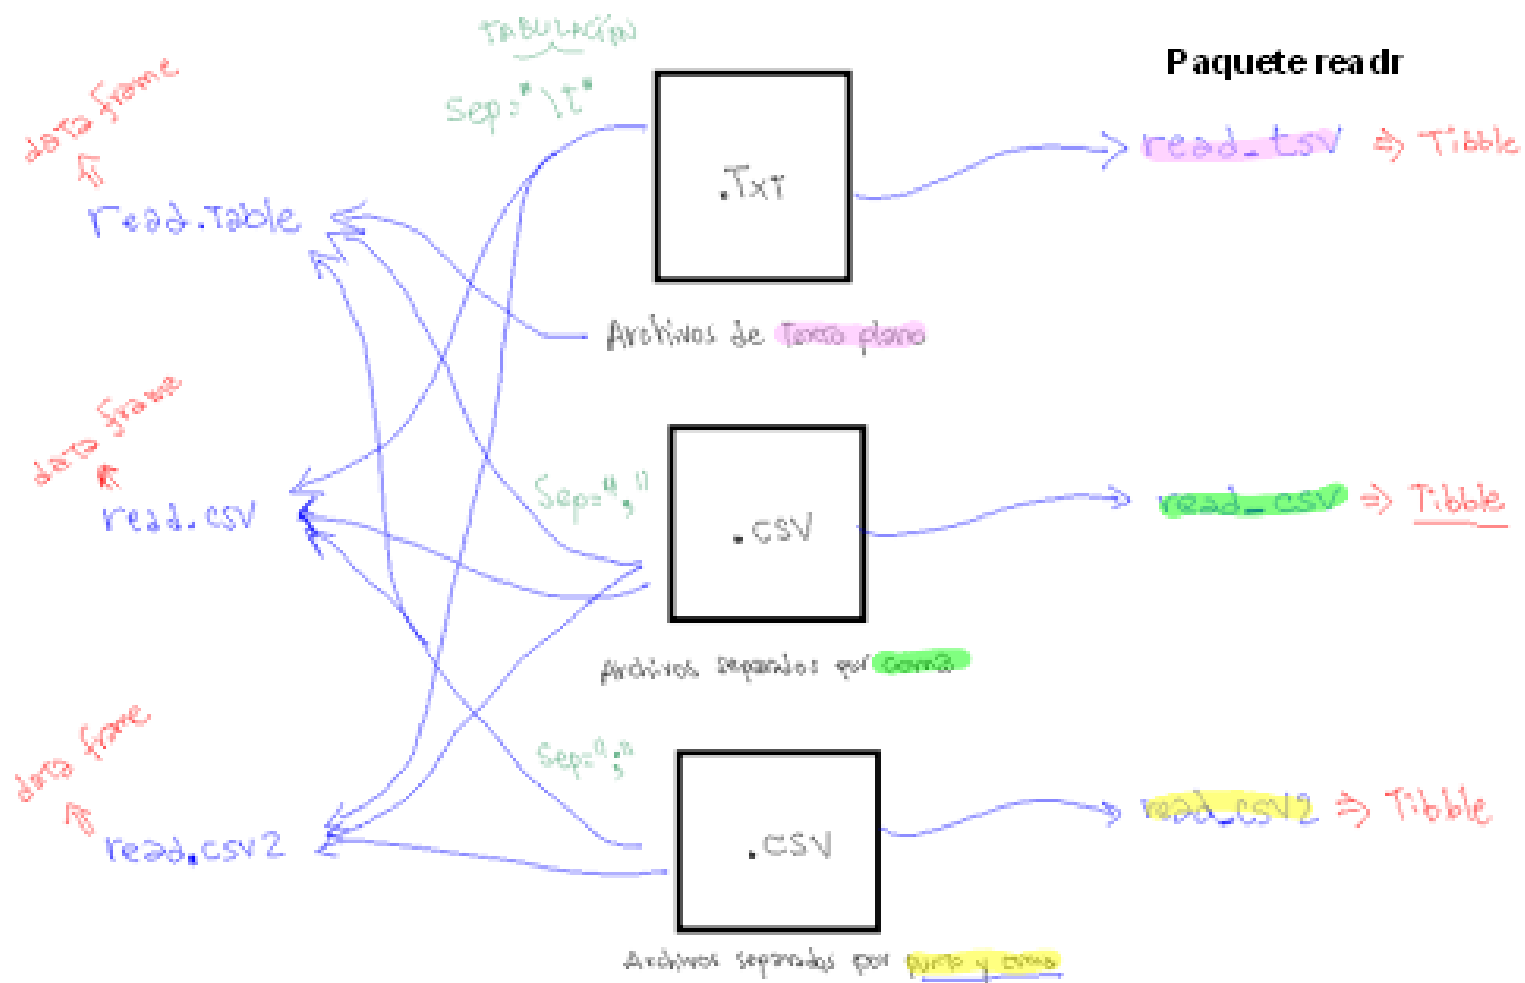 TABULACIÓN
Paquete readr
data frame
Sep="\t"
.Txt
read_tsv ⇒ Tibble
read.Table
Archivos de Texto plano
data frame
Sep=","
read.csv
.csv
read_csv ⇒ Tibble
Archivos separados por coma
data frame
Sep=";"
read.csv2
.csv
read_csv2 ⇒ Tibble
Archivos separados por punto y coma